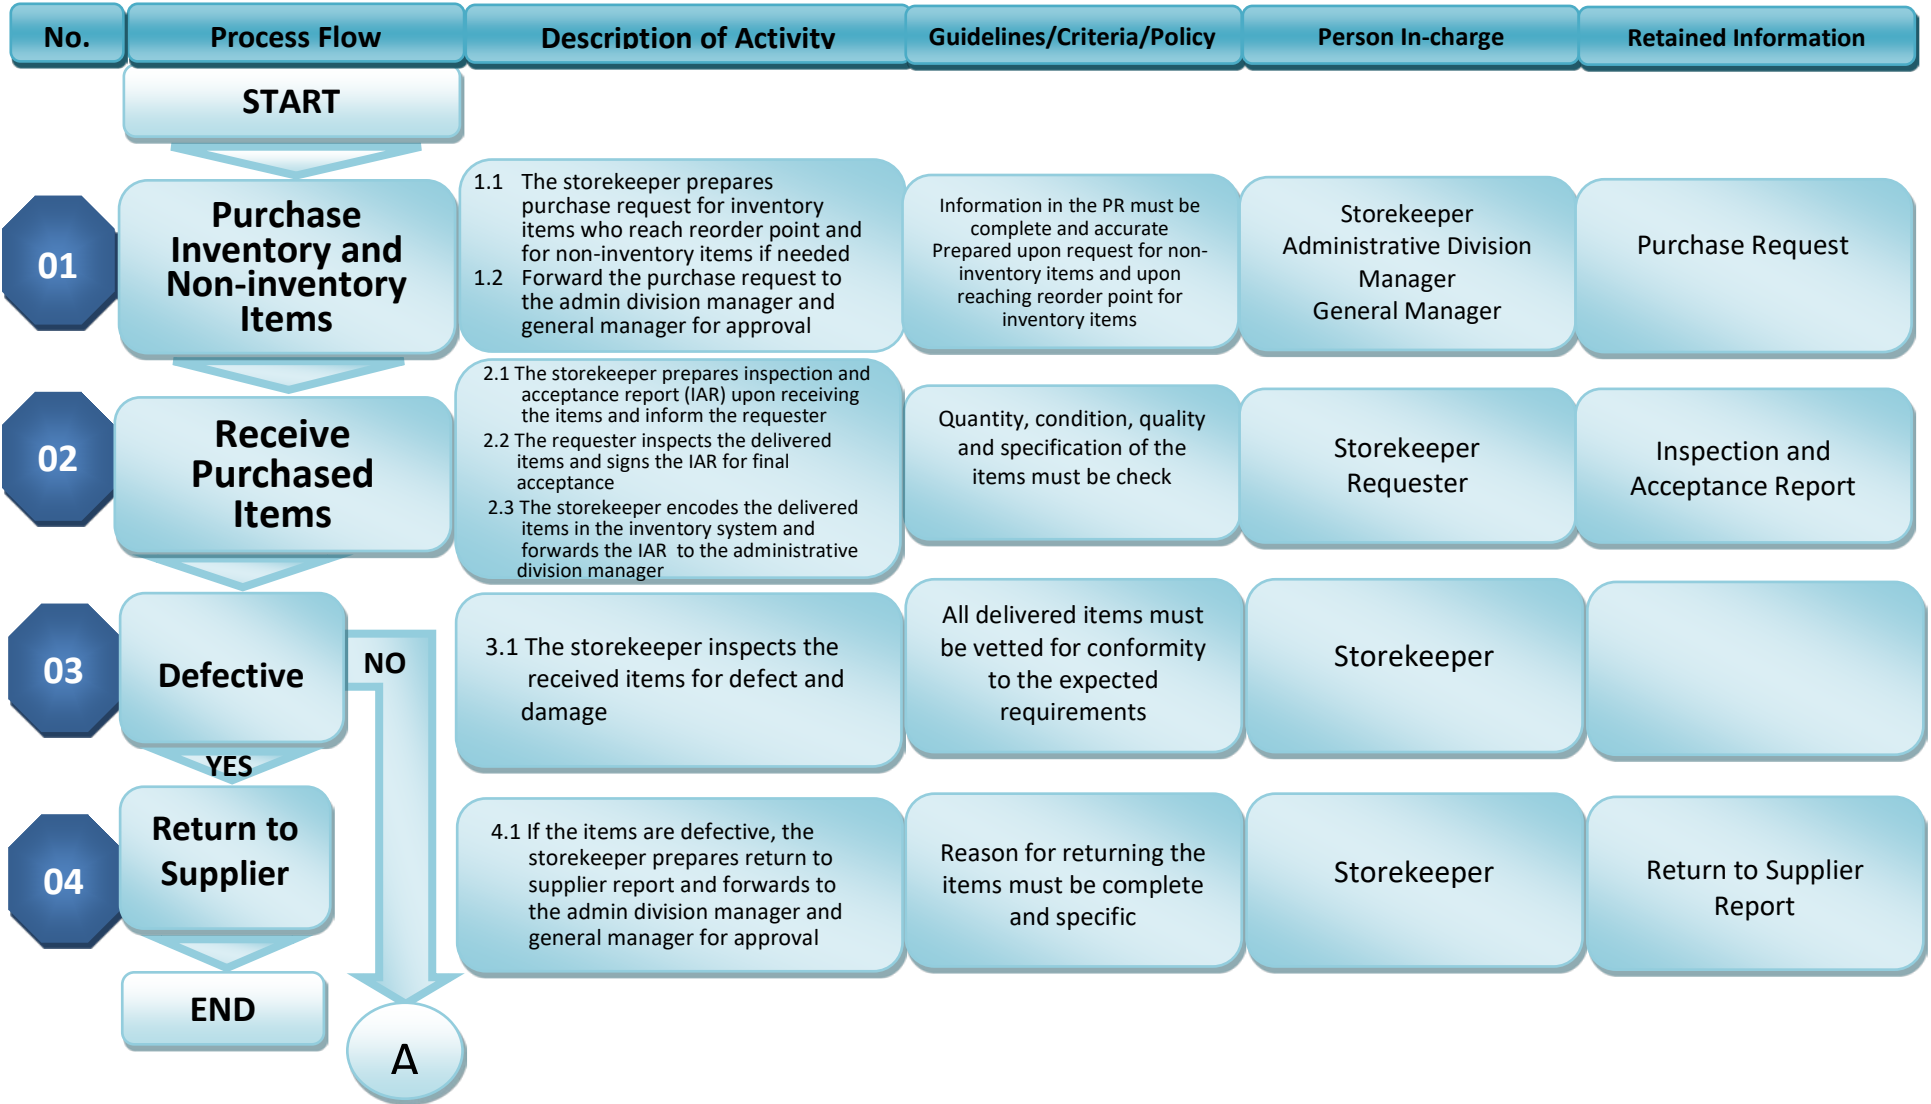 No.
Process Flow
Description of Activity
Guidelines/Criteria/Policy
Person In-charge
Retained Information
START
01
Purchase
Inventory and
Non-inventory
Items
1.1 The storekeeper prepares
purchase request for inventory
items who reach reorder point and
for non-inventory items if needed
1.2 Forward the purchase request to
the admin division manager and
general manager for approval
Information in the PR must be
complete and accurate
Prepared upon request for non-
inventory items and upon
reaching reorder point for
inventory items
Storekeeper
Administrative Division
Manager
General Manager
Purchase Request
02
Receive
Purchased
Items
2.1 The storekeeper prepares inspection and
acceptance report (IAR) upon receiving
the items and inform the requester
2.2 The requester inspects the delivered
items and signs the IAR for final
acceptance
2.3 The storekeeper encodes the delivered
items in the inventory system and
forwards the IAR to the administrative
division manager
Quantity, condition, quality
and specification of the
items must be check
Storekeeper
Requester
Inspection and
Acceptance Report
03
Defective
NO
YES
3.1 The storekeeper inspects the
received items for defect and
damage
All delivered items must
be vetted for conformity
to the expected
requirements
Storekeeper
04
Return to
Supplier
4.1 If the items are defective, the
storekeeper prepares return to
supplier report and forwards to
the admin division manager and
general manager for approval
Reason for returning the
items must be complete
and specific
Storekeeper
Return to Supplier
Report
END
A